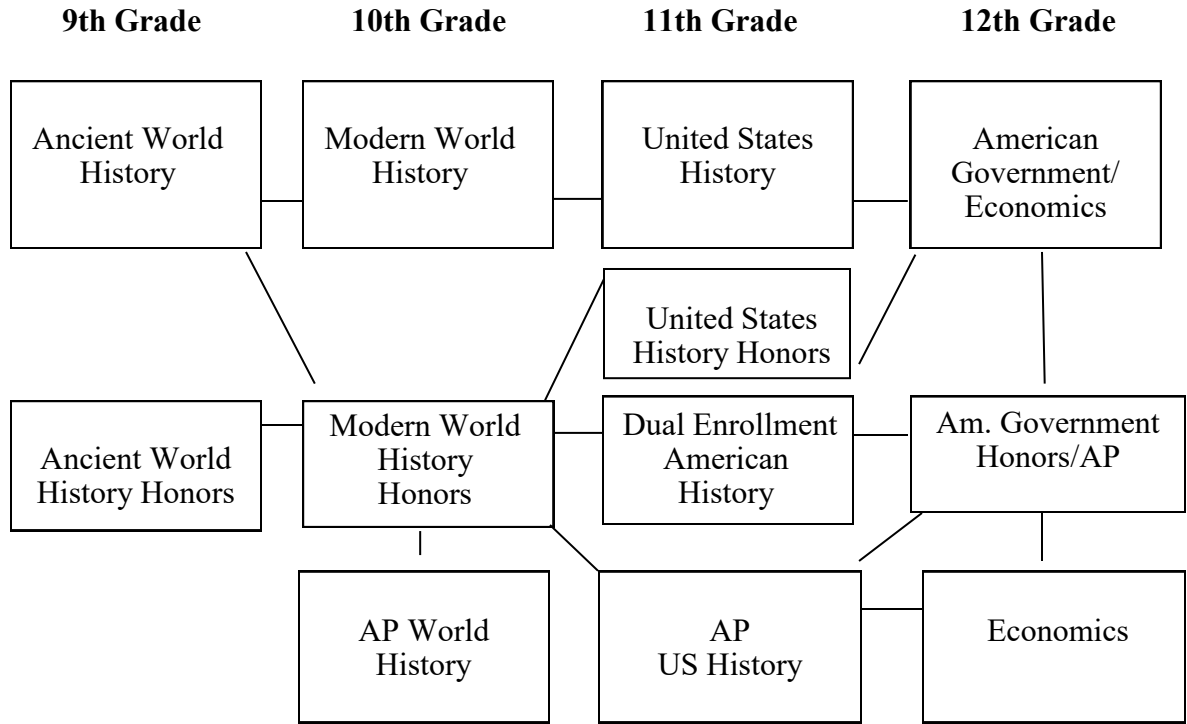 9th Grade
10th Grade
11th Grade
12th Grade
Ancient World
History
Modern World
History
United States
History
American
Government/
Economics
United States
History Honors
Ancient World
History Honors
Modern World
History
Honors
Dual Enrollment
American
History
Am. Government
Honors/AP
AP World
History
AP
US History
Economics